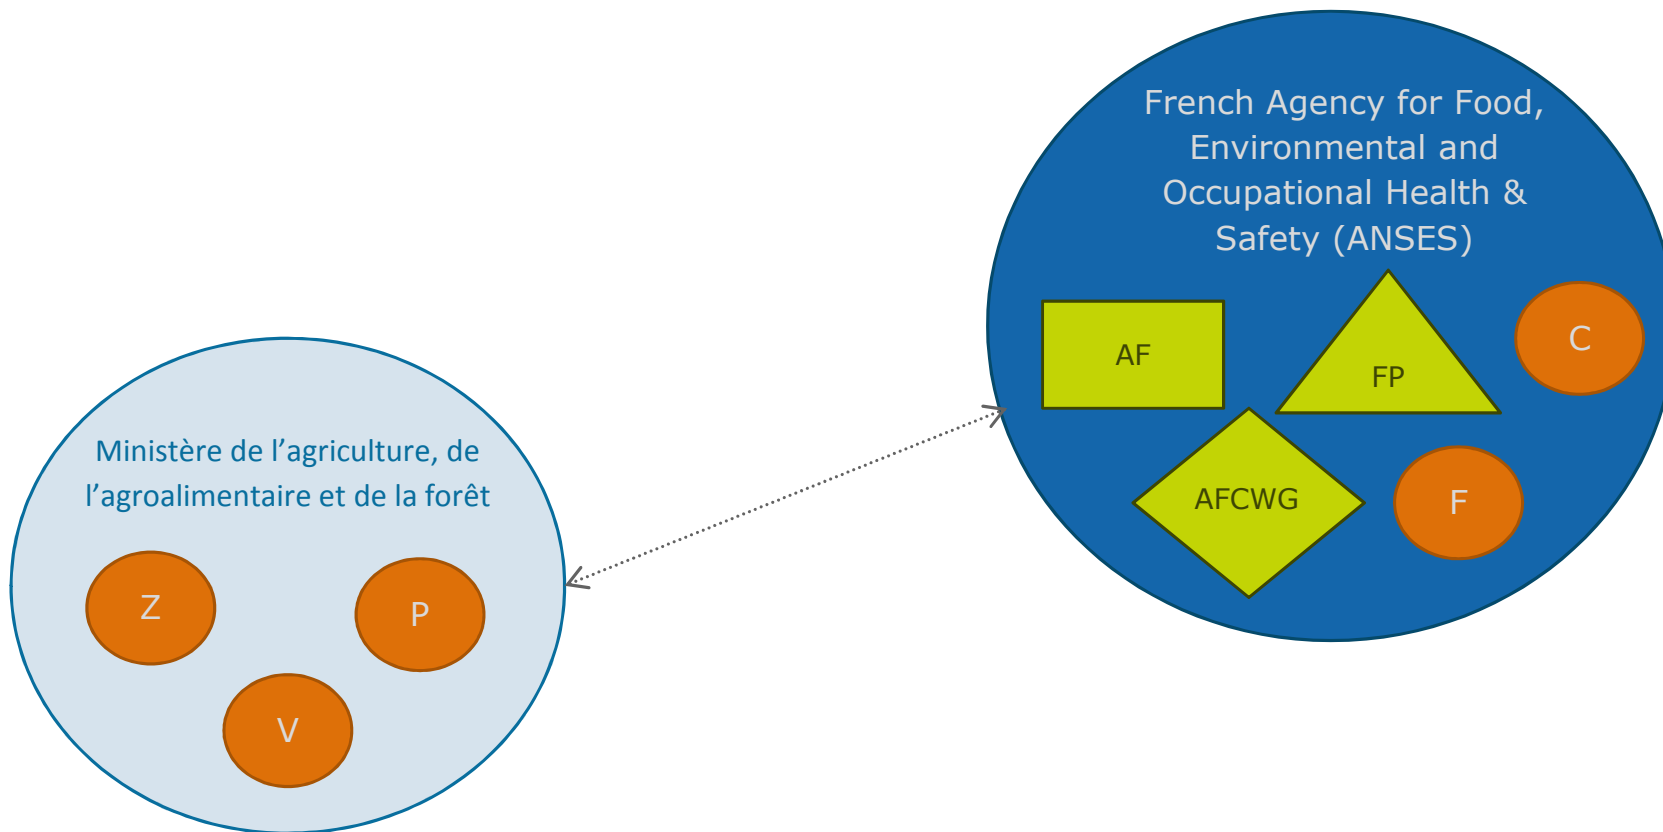 French Agency for Food,
Environmental and
Occupational Health &
Safety (ANSES)
AF
FP
C
AFCWG
F
Ministère de l’agriculture, de
l’agroalimentaire et de la forêt
Z
P
V